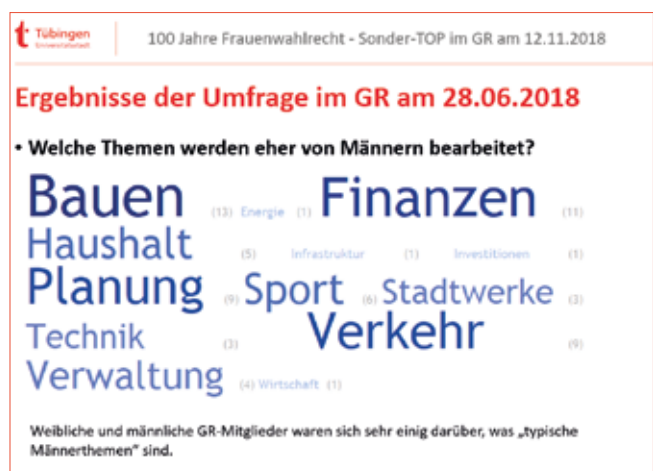 Tübingen
Universitätsstadt
100 Jahre Frauenwahlrecht - Sonder-TOP im GR am 12.11.2018
Ergebnisse der Umfrage im GR am 28.06.2018
• Welche Themen werden eher von Männern bearbeitet?
Bauen (13) Energie (1) Finanzen (11)
Haushalt (5) Infrastruktur (1) Investitionen (1)
Planung (9) Sport (6) Stadtwerke (3)
Technik (3) Verkehr (9)
Verwaltung (4) Wirtschaft (1)
Weibliche und männliche GR-Mitglieder waren sich sehr einig darüber, was „typische
Männerthemen" sind.